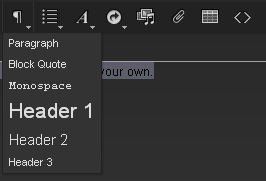 ¶ A <>
Paragraph
your own.
Block Quote
Monospace
Header 1
Header 2
Header 3